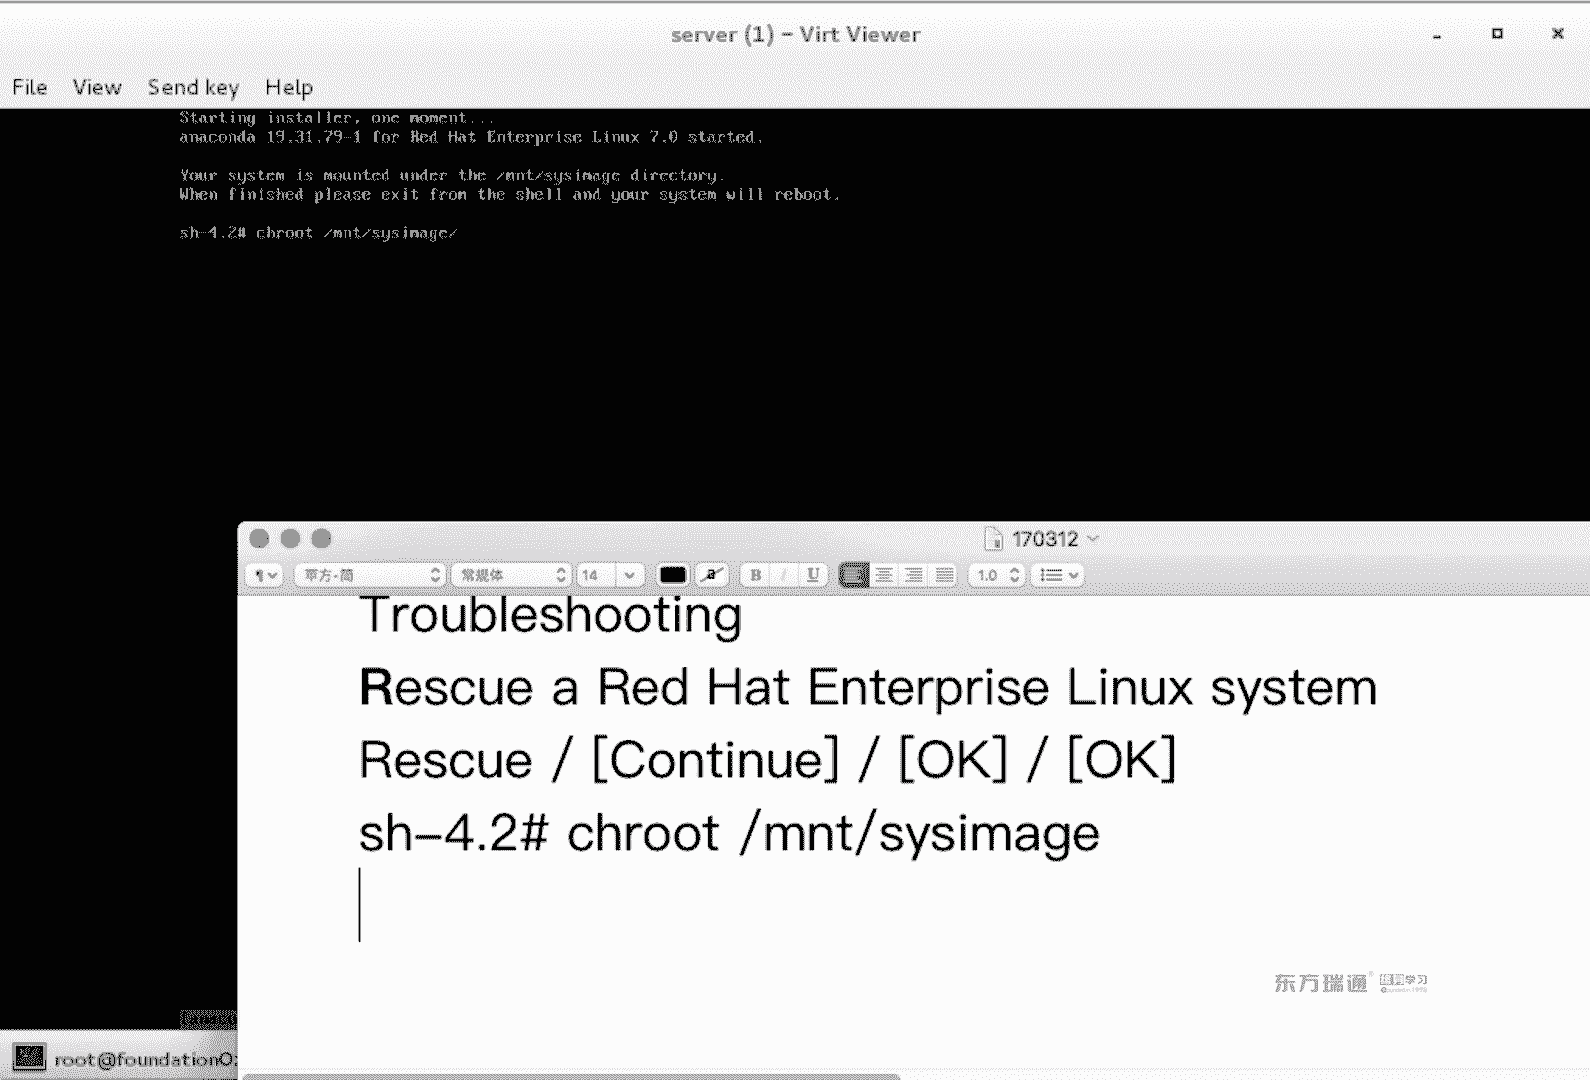 server (1) – Virt Viewer
File View Send key Help
Starting installer, one moment...
anaconda 19.31.79-1 for Red Hat Enterprise Linux 7.0 started.
Your system is mounted under the /mnt/sysimage directory.
When finished please exit from the shell and your system will reboot.
sh-4.2# chroot /mnt/sysimage/
170312
苹方-简 常规体 14 a B I U 1.0
Troubleshooting
Rescue a Red Hat Enterprise Linux system
Rescue / [Continue] / [OK] / [OK]
sh–4.2# chroot /mnt/sysimage
东方瑞通 学习
root@foundation0: